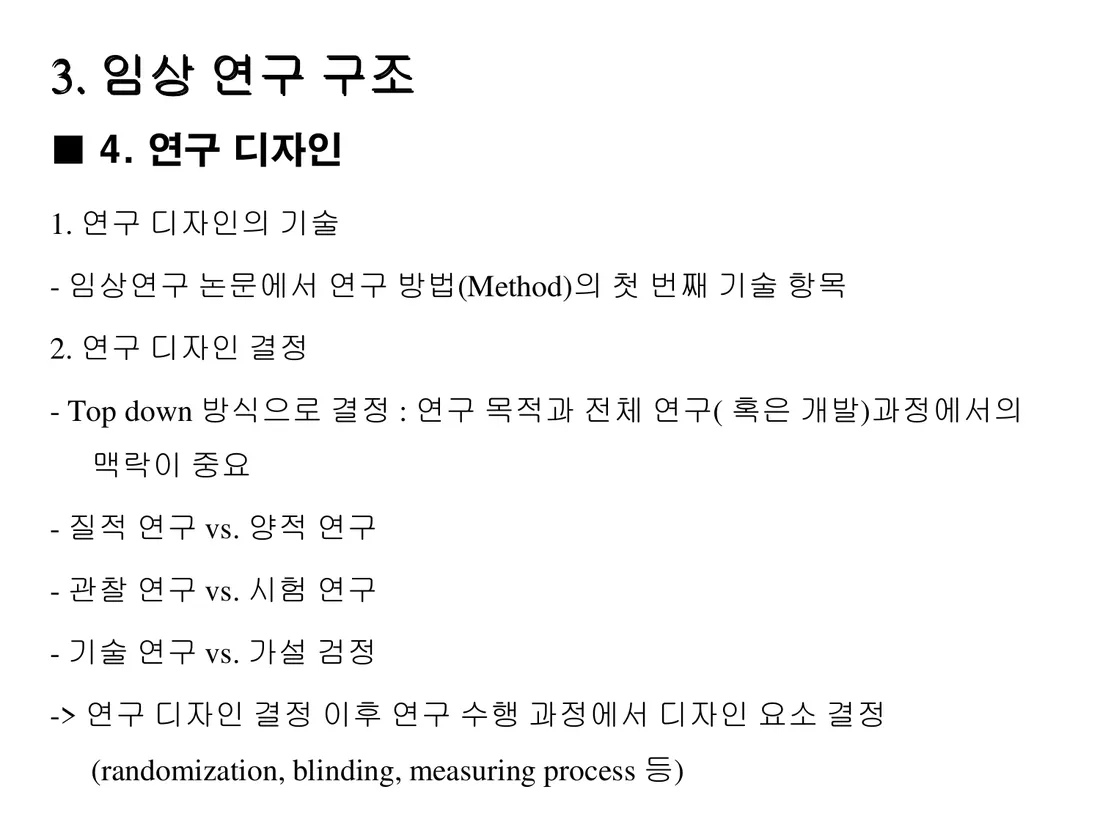 3. 임상 연구 구조
■ 4. 연구 디자인
1. 연구 디자인의 기술
- 임상연구 논문에서 연구 방법(Method)의 첫 번째 기술 항목
2. 연구 디자인 결정
- Top down 방식으로 결정 : 연구 목적과 전체 연구( 혹은 개발)과정에서의
맥락이 중요
- 질적 연구 vs. 양적 연구
- 관찰 연구 vs. 시험 연구
- 기술 연구 vs. 가설 검정
-> 연구 디자인 결정 이후 연구 수행 과정에서 디자인 요소 결정
(randomization, blinding, measuring process 등)